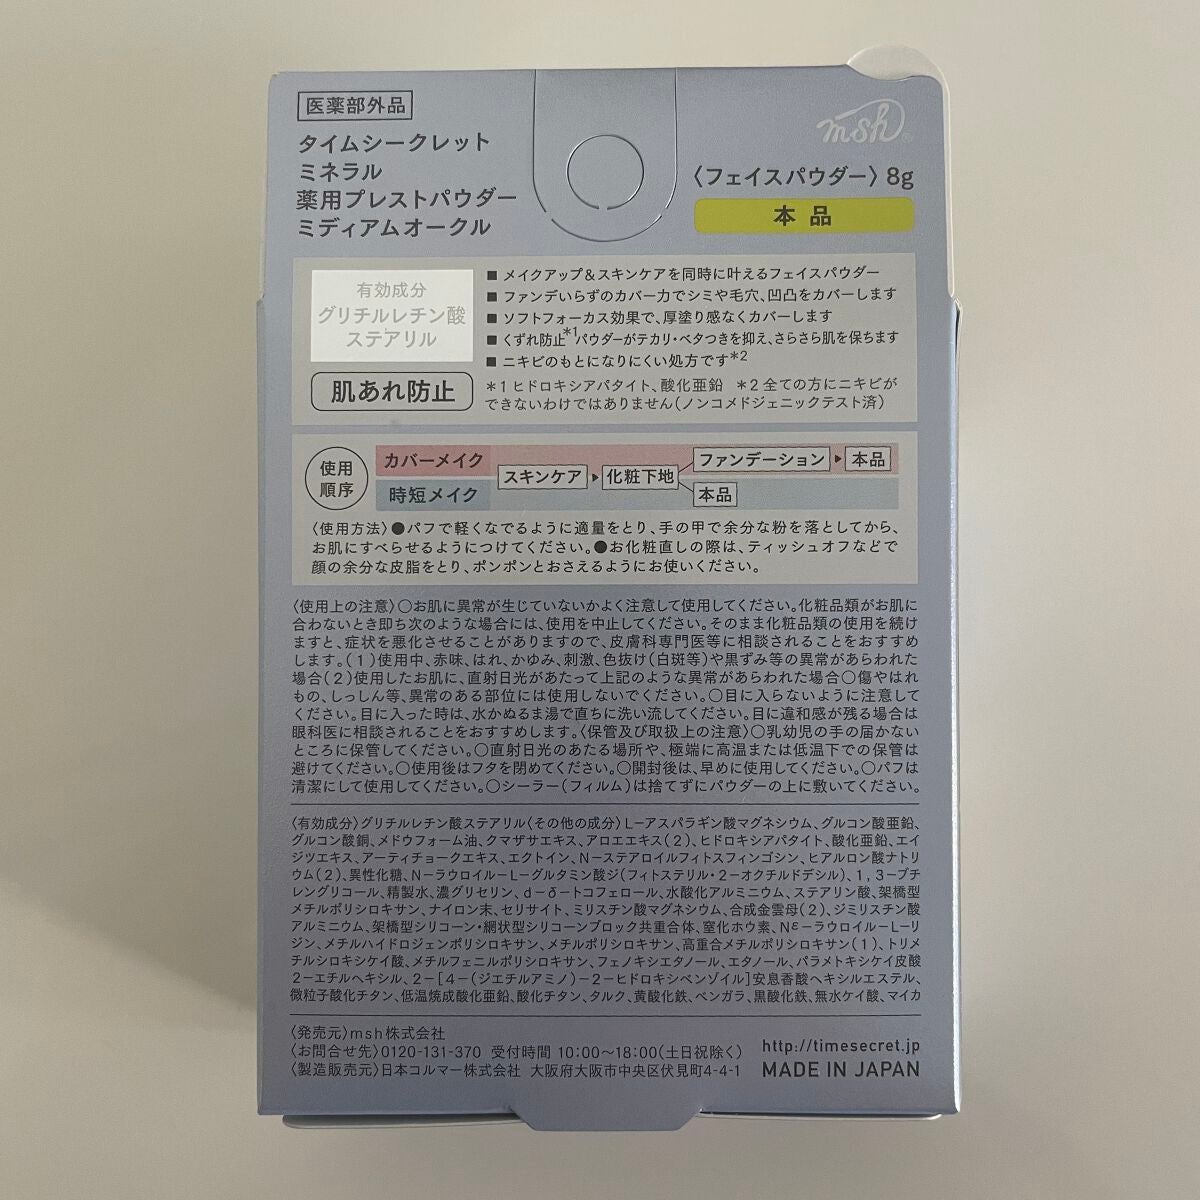 医薬部外品
タイムシークレット
ミネラル
薬用プレストパウダー
ミディアムオークル
msh®
〈フェイスパウダー〉8g
本品
有効成分
グリチルレチン酸
ステアリル
肌あれ防止
■ メイクアップ&スキンケアを同時に叶えるフェイスパウダー
■ ファンデいらずのカバー力でシミや毛穴、凹凸をカバーします
■ ソフトフォーカス効果で、厚塗り感なくカバーします
■ くずれ防止*1パウダーがテカリ・ベタつきを抑え、さらさら肌を保ちます
■ ニキビのもとになりにくい処方です*2
*1 ヒドロキシアパタイト、酸化亜鉛 *2 全ての方にニキビが
できないわけではありません(ノンコメドジェニックテスト済)
使用
順序
カバーメイク
時短メイク
スキンケア ▶ 化粧下地
ファンデーション ▶ 本品
本品
〈使用方法〉●パフで軽くなでるように適量をとり、手の甲で余分な粉を落としてから、
お肌にすべらせるようにつけてください。●お化粧直しの際は、ティッシュオフなどで
顔の余分な皮脂をとり、ポンポンとおさえるようにお使いください。
〈使用上の注意〉○お肌に異常が生じていないかよく注意して使用してください。化粧品類がお肌に
合わないとき即ち次のような場合には、使用を中止してください。そのまま化粧品類の使用を続け
ますと、症状を悪化させることがありますので、皮膚科専門医等に相談されることをおすすめ
します。(1)使用中、赤味、はれ、かゆみ、刺激、色抜け(白斑等)や黒ずみ等の異常があらわれた
場合(2)使用したお肌に、直射日光があたって上記のような異常があらわれた場合○傷やはれ
もの、しっしん等、異常のある部位には使用しないでください。○目に入らないように注意して
ください。目に入った時は、水かぬるま湯で直ちに洗い流してください。目に違和感が残る場合は
眼科医に相談されることをおすすめします。〈保管及び取扱上の注意〉○乳幼児の手の届かない
ところに保管してください。○直射日光のあたる場所や、極端に高温または低温下での保管は
避けてください。○使用後はフタを閉めてください。○開封後は、早めに使用してください。○パフは
清潔にして使用してください。○シーラー(フィルム)は捨てずにパウダーの上に敷いてください。
〈有効成分〉グリチルレチン酸ステアリル〈その他の成分〉L-アスパラギン酸マグネシウム、グルコン酸亜鉛、
グルコン酸銅、メドウフォーム油、クマザサエキス、アロエエキス(2)、ヒドロキシアパタイト、酸化亜鉛、エイ
ジツエキス、アーティチョークエキス、エクトイン、N-ステアロイルフィトスフィンゴシン、ヒアルロン酸ナトリ
ウム(2)、異性化糖、N-ラウロイル-L-グルタミン酸ジ(フィトステリル・2-オクチルドデシル)、1,3-ブチ
レングリコール、精製水、濃グリセリン、d-δ-トコフェロール、水酸化アルミニウム、ステアリン酸、架橋型
メチルポリシロキサン、ナイロン末、セリサイト、ミリスチン酸マグネシウム、合成金雲母(2)、ジミリスチン酸
アルミニウム、架橋型シリコーン・網状型シリコーンブロック共重合体、窒化ホウ素、Nε-ラウロイル-L-リ
ジン、メチルハイドロジェンポリシロキサン、メチルポリシロキサン、高重合メチルポリシロキサン(1)、トリメ
チルシロキシケイ酸、メチルフェニルポリシロキサン、フェノキシエタノール、エタノール、パラメトキシケイ皮酸
2-エチルヘキシル、2-[4-(ジエチルアミノ)-2-ヒドロキシベンゾイル]安息香酸ヘキシルエステル、
微粒子酸化チタン、低温焼成酸化亜鉛、酸化チタン、タルク、黄酸化鉄、ベンガラ、黒酸化鉄、無水ケイ酸、マイカ
〈発売元〉msh株式会社
〈お問合せ先〉0120-131-370 受付時間 10:00~18:00(土日祝除く)
〈製造販売元〉日本コルマー株式会社 大阪府大阪市中央区伏見町4-4-1
http://timesecret.jp
MADE IN JAPAN